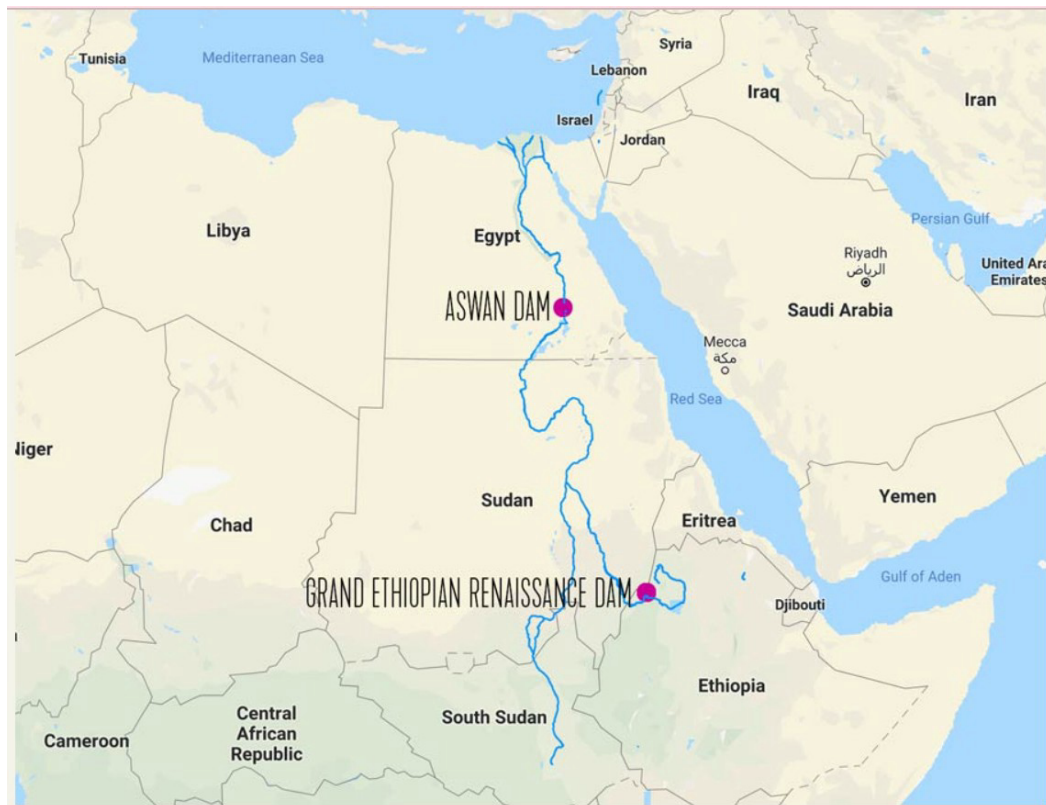 Tunisia
Mediterranean Sea
Syria
Lebanon
Iraq
Iran
Israel
Jordan
Libya
Egypt
Persian Gulf
Riyadh
الرياض
United Ara
Emirates
ASWAN DAM
Saudi Arabia
Mecca
مكة
Red Sea
Niger
Chad
Sudan
Eritrea
Yemen
GRAND ETHIOPIAN RENAISSANCE DAM
Gulf of Aden
Djibouti
Ethiopia
South Sudan
Central
African
Republic
Cameroon